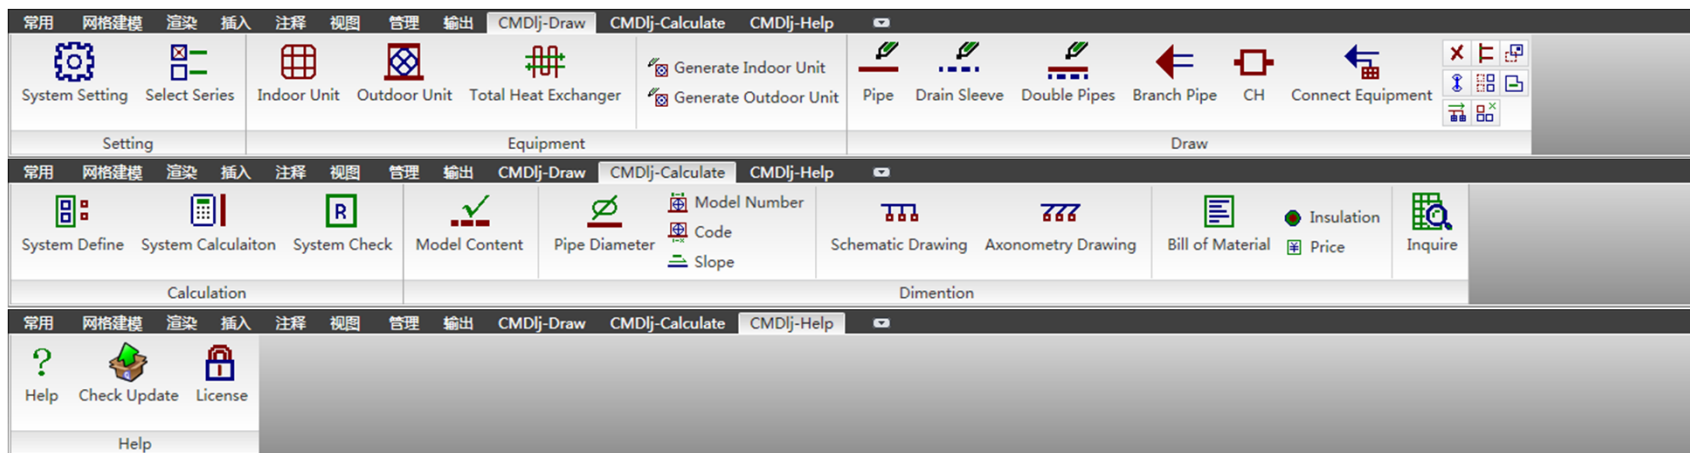 常用 网格建模 渲染 插入 注释 视图 管理 输出 CMDlj-Draw CMDlj-Calculate CMDlj-Help
System Setting Select Series Indoor Unit Outdoor Unit Total Heat Exchanger Generate Indoor Unit Generate Outdoor Unit Pipe Drain Sleeve Double Pipes Branch Pipe CH Connect Equipment
Setting Equipment Draw
常用 网格建模 渲染 插入 注释 视图 管理 输出 CMDlj-Draw CMDlj-Calculate CMDlj-Help
R
System Define System Calculaiton System Check Model Content Pipe Diameter Model Number Code Slope Schematic Drawing Axonometry Drawing Bill of Material Insulation ¥ Price Inquire
Calculation Dimention
常用 网格建模 渲染 插入 注释 视图 管理 输出 CMDlj-Draw CMDlj-Calculate CMDlj-Help
?
Help Check Update License
Help